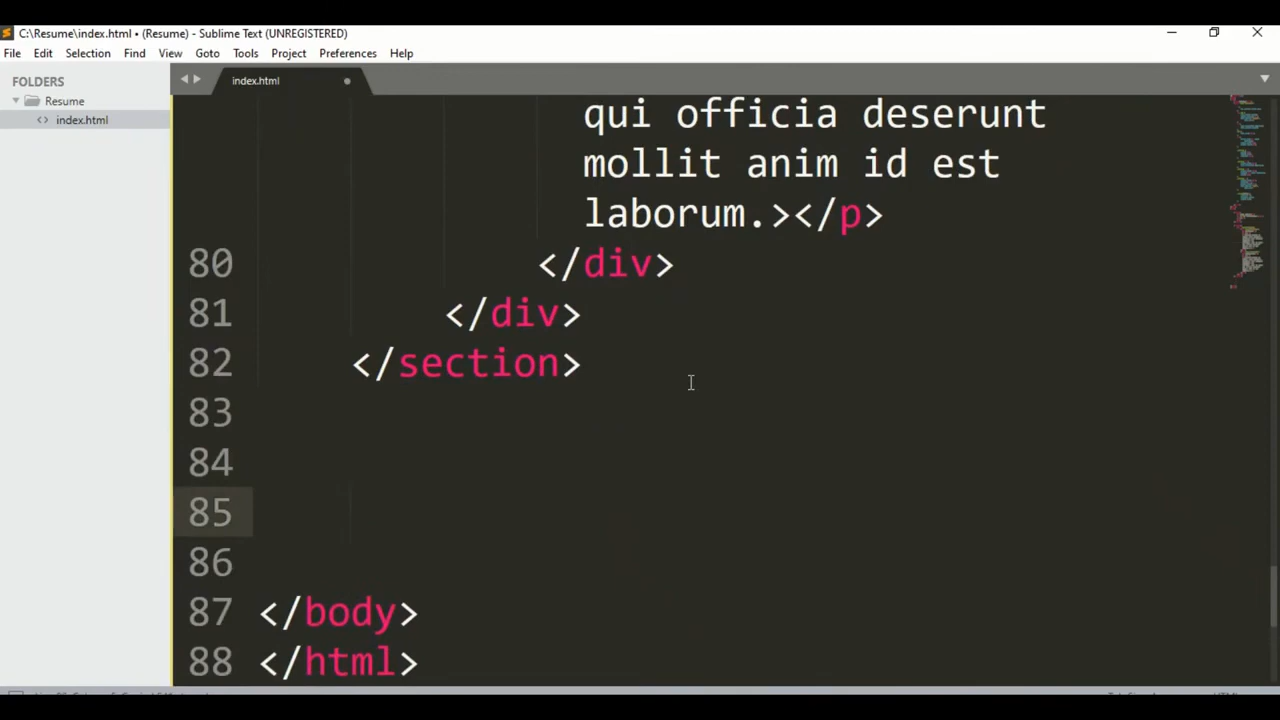 C:\Resume\index.html • (Resume) - Sublime Text (UNREGISTERED)
File Edit Selection Find View Goto Tools Project Preferences Help
FOLDERS
Resume
index.html
index.html
qui officia deserunt
mollit anim id est
laborum.></p>
80 </div>
81 </div>
82 </section>
83
84
85
86
87 </body>
88 </html>